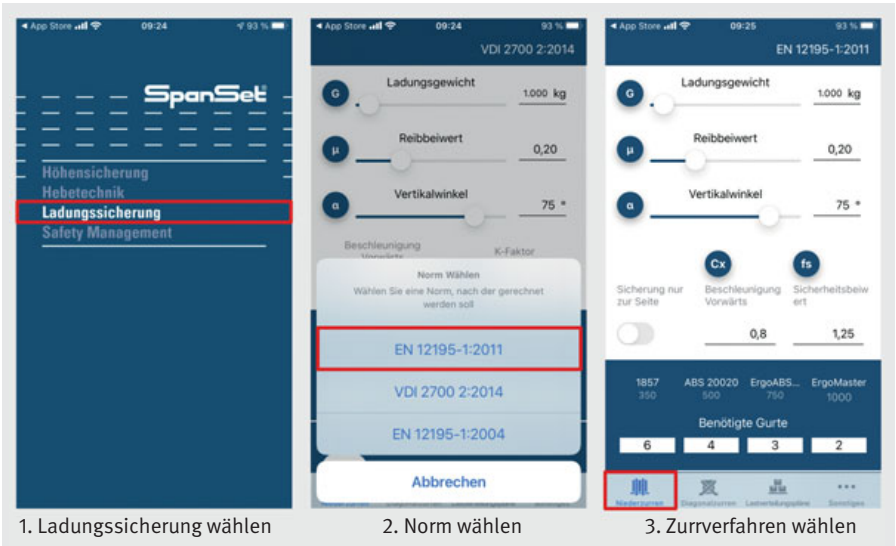 App Store
09:24
93 %
SpanSet
Höhensicherung
Hebetechnik
Ladungssicherung
Safety Management
1. Ladungssicherung wählen
App Store
09:24
93 %
VDI 2700 2:2014
G
Ladungsgewicht
1.000 kg
μ
Reibbeiwert
0,20
α
Vertikalwinkel
75 °
Beschleunigung
Vorwärts
K-Faktor
Norm Wählen
Wählen Sie eine Norm, nach der gerechnet
werden soll
EN 12195-1:2011
VDI 2700 2:2014
EN 12195-1:2004
Abbrechen
2. Norm wählen
App Store
09:25
93 %
EN 12195-1:2011
G
Ladungsgewicht
1.000 kg
μ
Reibbeiwert
0,20
α
Vertikalwinkel
75 °
Cx
fs
Sicherung nur
zur Seite
Beschleunigung
Vorwärts
Sicherheitsbeiw
ert
0,8
1,25
1857
350
ABS 20020
500
ErgoABS...
750
ErgoMaster
1000
Benötigte Gurte
6 4 3 2
Niederzurren
Diagonalzurren
Lastverteilungspläne
Sonstiges
3. Zurrverfahren wählen